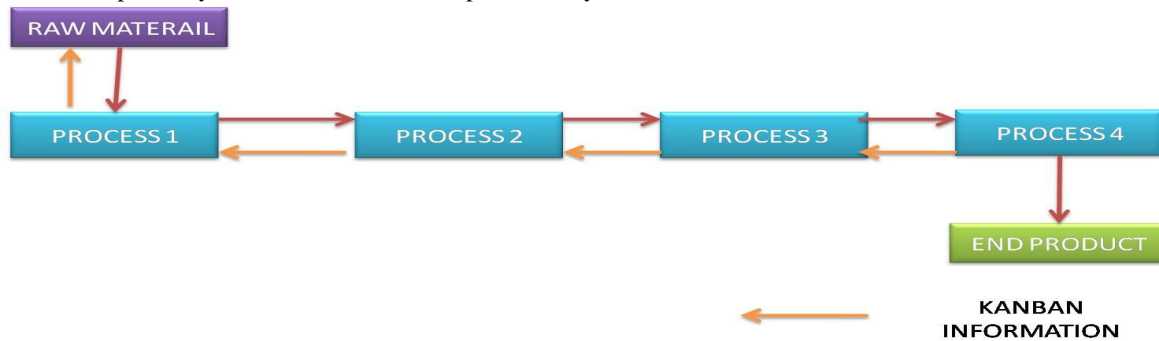 RAW MATERAIL
PROCESS 1
PROCESS 2
PROCESS 3
PROCESS 4
END PRODUCT
KANBAN
INFORMATION